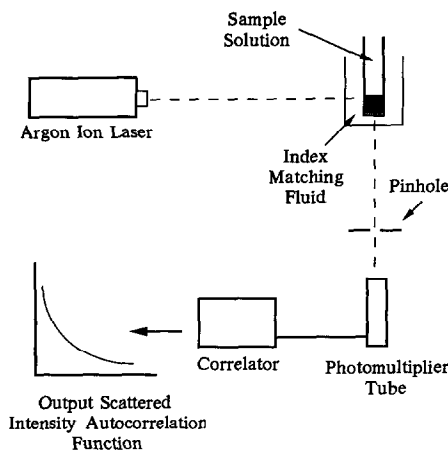 Sample
Solution
Argon Ion Laser
Index
Matching
Fluid
Pinhole
Correlator
Photomultiplier
Tube
Output Scattered
Intensity Autocorrelation
Function